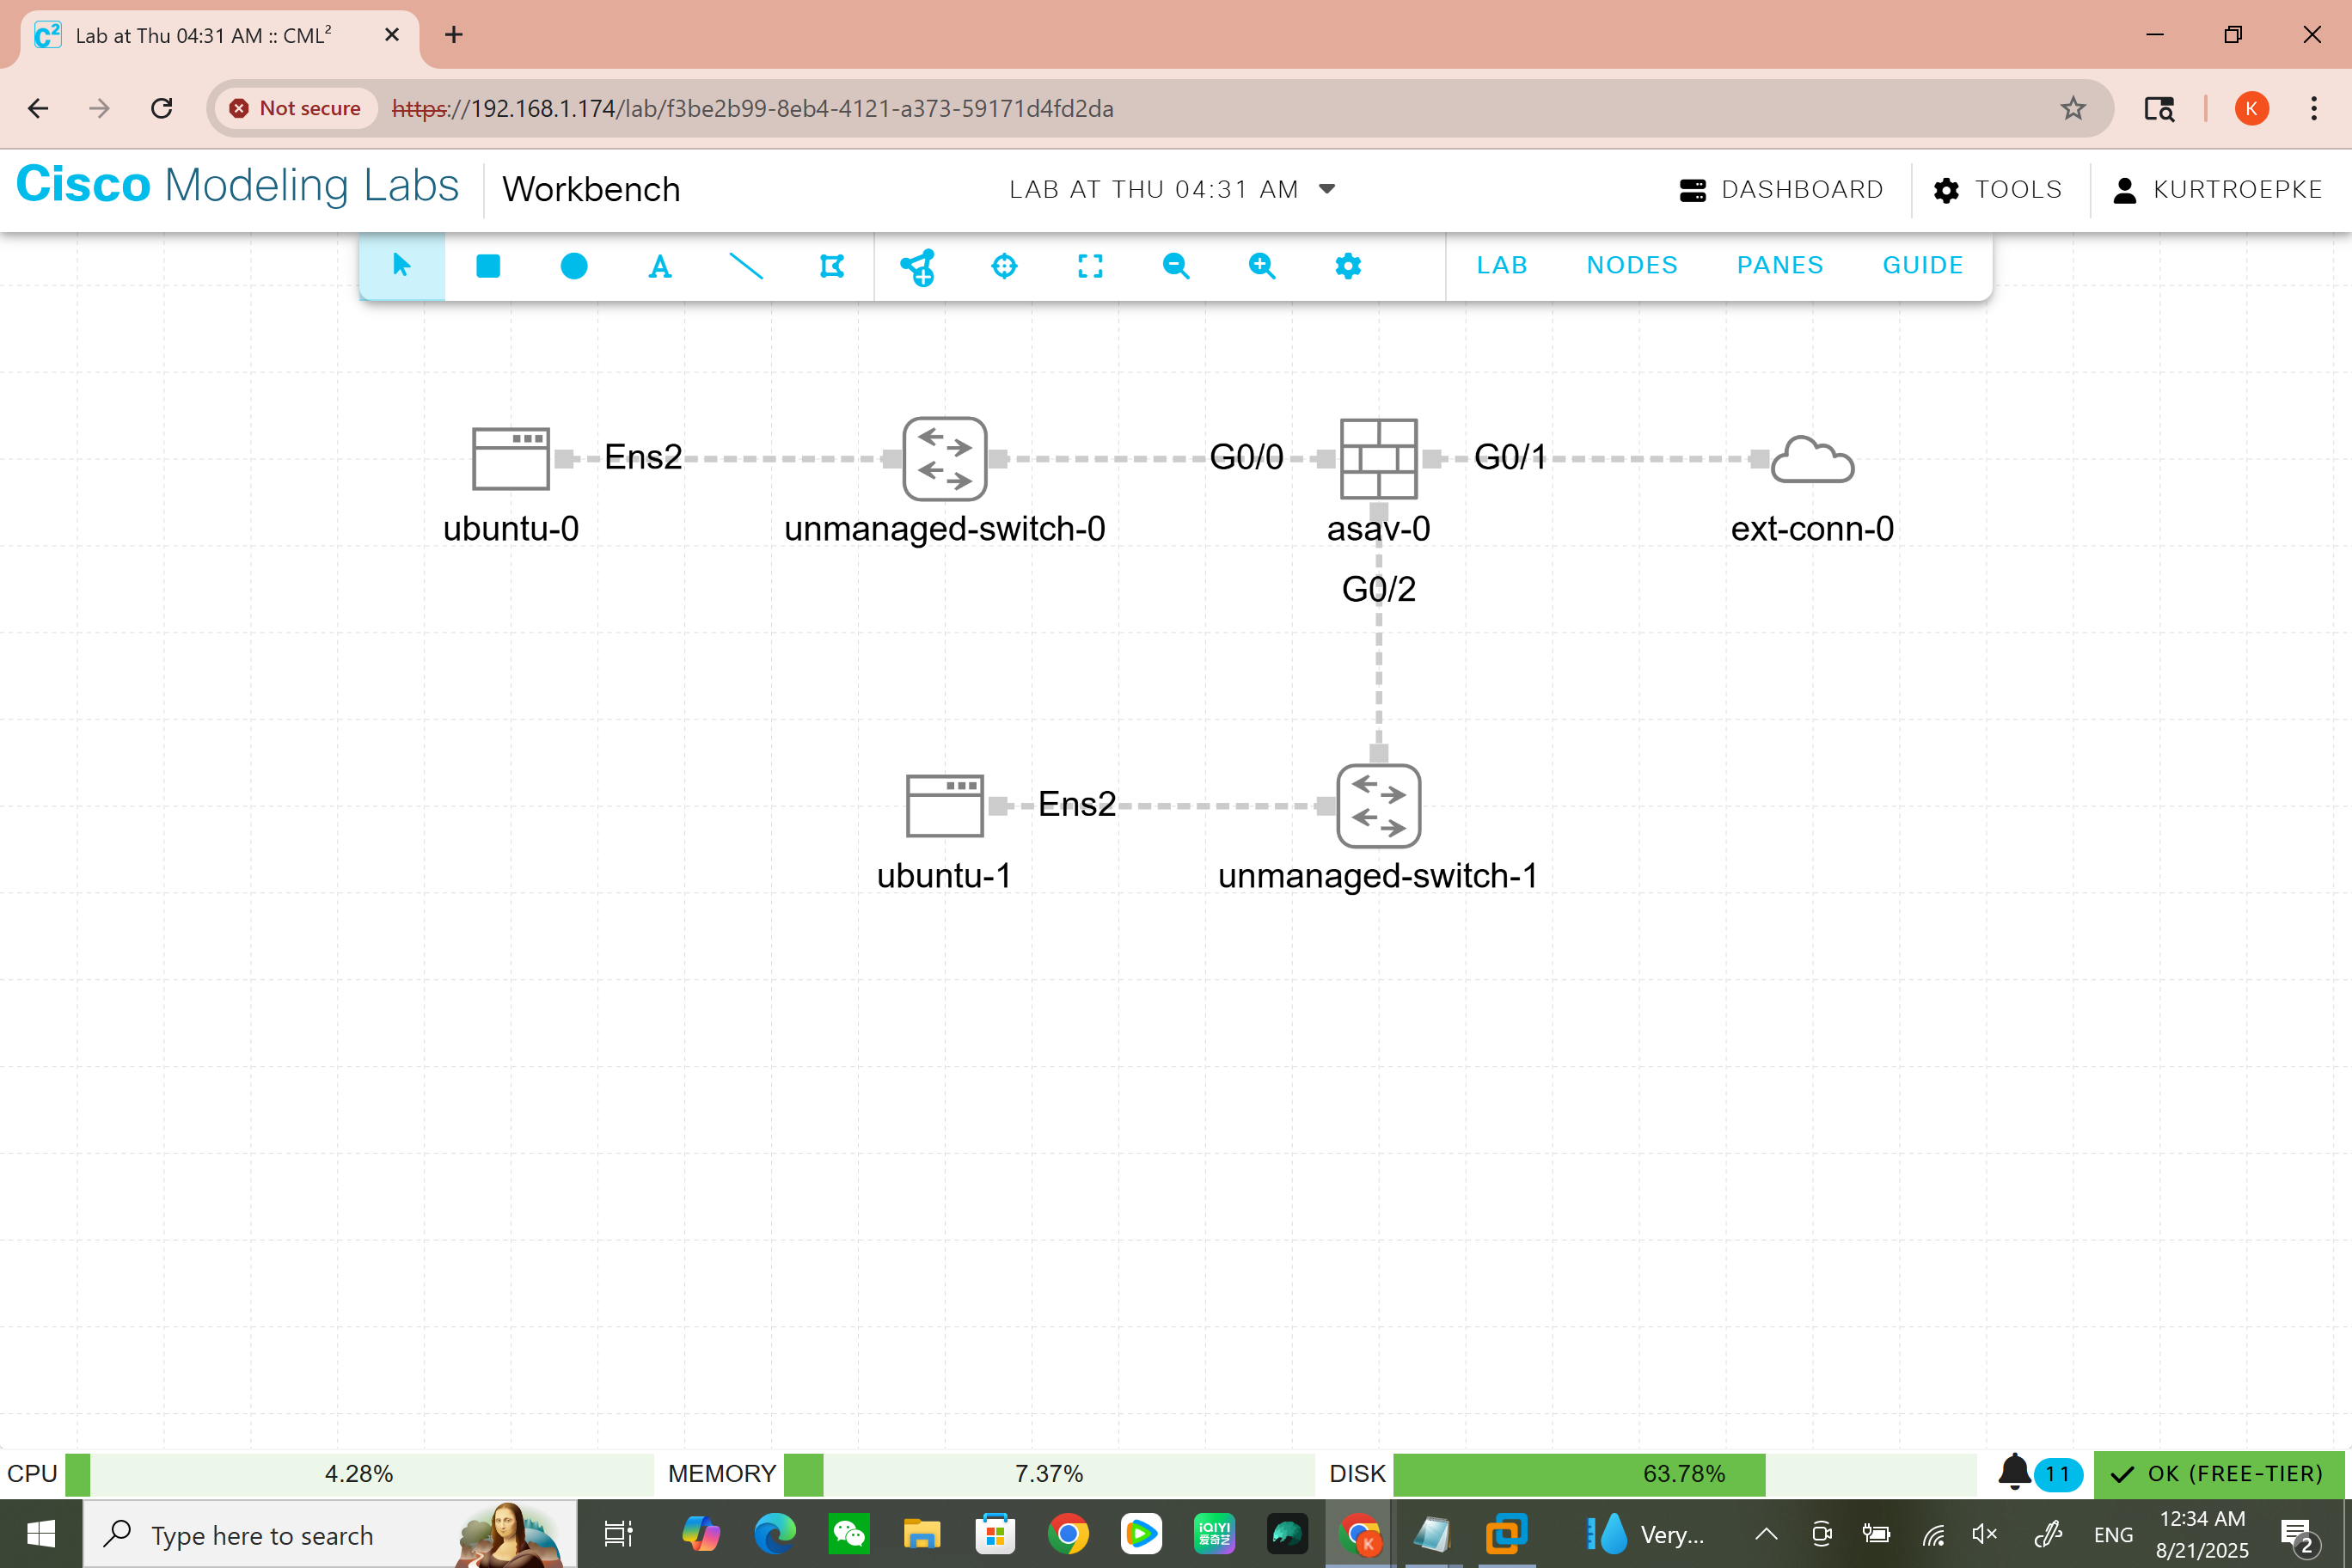 Lab at Thu 04:31 AM :: CML²
Not secure https://192.168.1.174/lab/f3be2b99-8eb4-4121-a373-59171d4fd2da K
Cisco Modeling Labs Workbench LAB AT THU 04:31 AM DASHBOARD TOOLS KURTROEPKE
A LAB NODES PANES GUIDE
Ens2 G0/0 G0/1
ubuntu-0 unmanaged-switch-0 asav-0 ext-conn-0
G0/2
Ens2
ubuntu-1 unmanaged-switch-1
CPU 4.28% MEMORY 7.37% DISK 63.78% 11 OK (FREE-TIER)
Type here to search iQIYI 爱奇艺 K Very... ENG 12:34 AM
8/21/2025 2